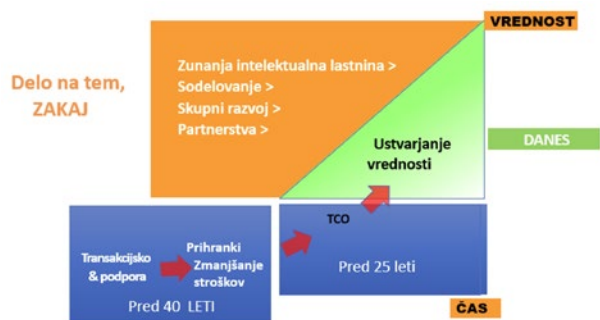 VREDNOST
Delo na tem,
ZAKAJ
Zunanja intelektualna lastnina >
Sodelovanje >
Skupni razvoj >
Partnerstva >
Ustvarjanje
vrednosti
DANES
Transakcijsko
& podpora
Prihranki
Zmanjšanje
stroškov
Pred 40 LETI
TCO
Pred 25 leti
ČAS